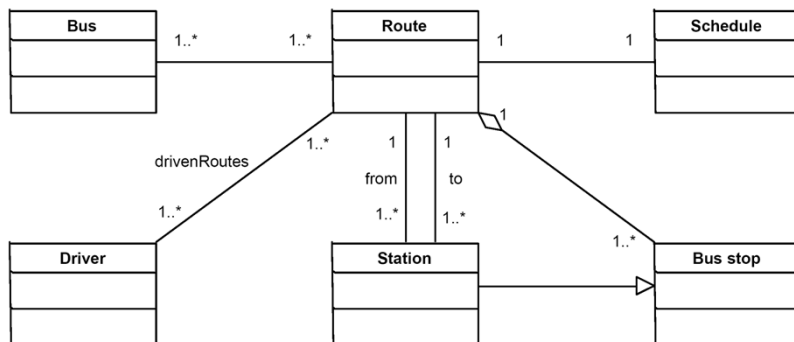 Bus
Route
Schedule
1..*
1..*
1
1
1
drivenRoutes
1..*
1
1
from
to
1..*
1..*
1..*
1..*
Driver
Station
Bus stop